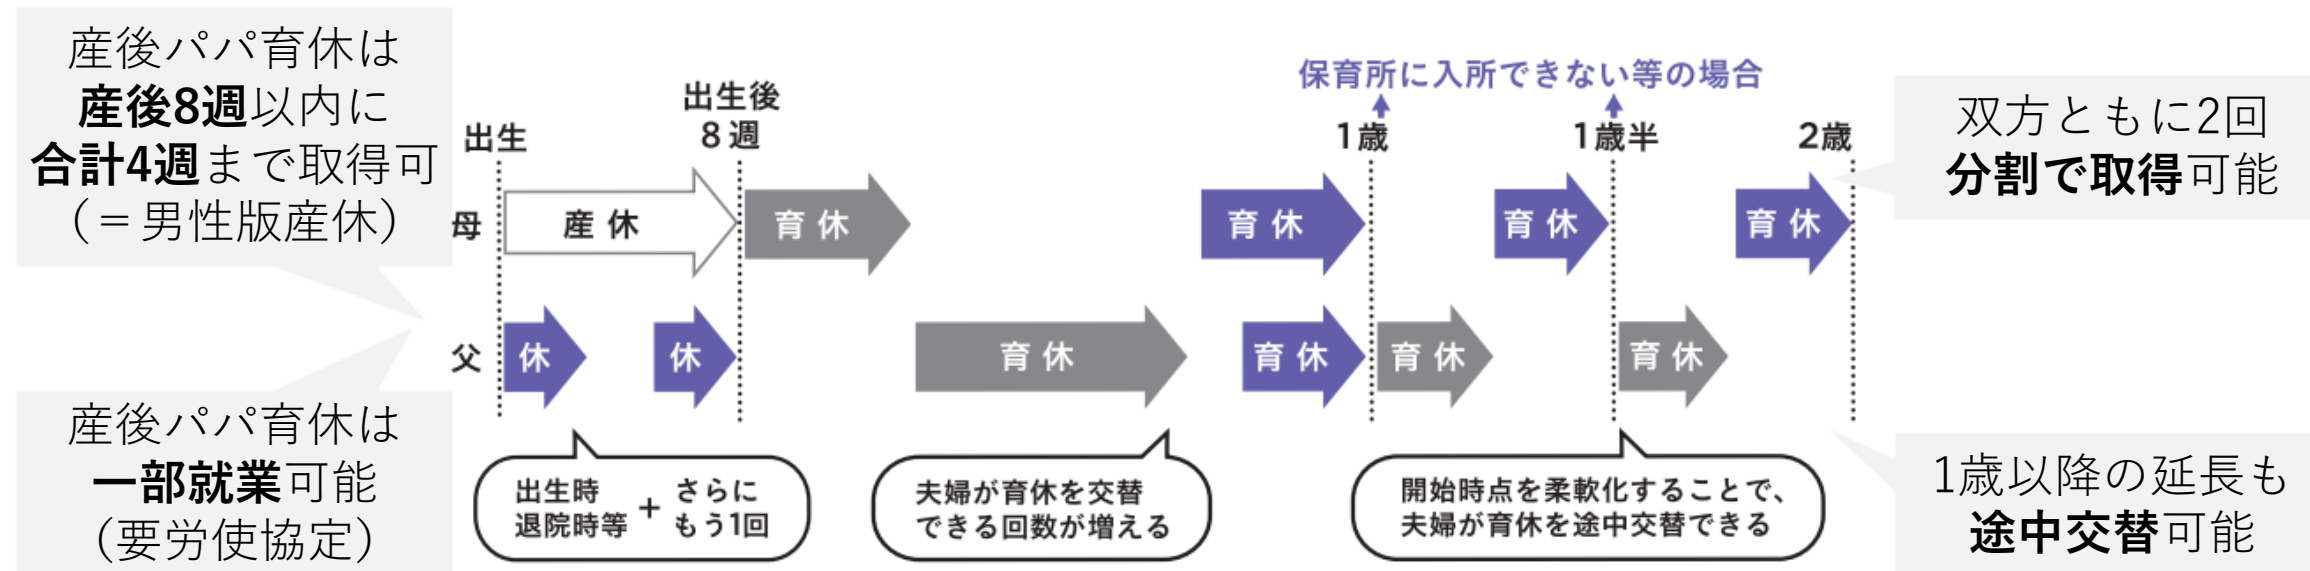 産後パパ育休は
産後8週以内に
合計4週まで取得可
（＝男性版産休）
産後パパ育休は
一部就業可能
（要労使協定）
保育所に入所できない等の場合
出生
出生後
8週
1歳
1歳半
2歳
母
産休
育休
育休
育休
育休
父
休
休
育休
育休
育休
育休
出生時
退院時等
+
さらに
もう1回
夫婦が育休を交替
できる回数が増える
開始時点を柔軟化することで、
夫婦が育休を途中交替できる
双方ともに2回
分割で取得可能
1歳以降の延長も
途中交替可能